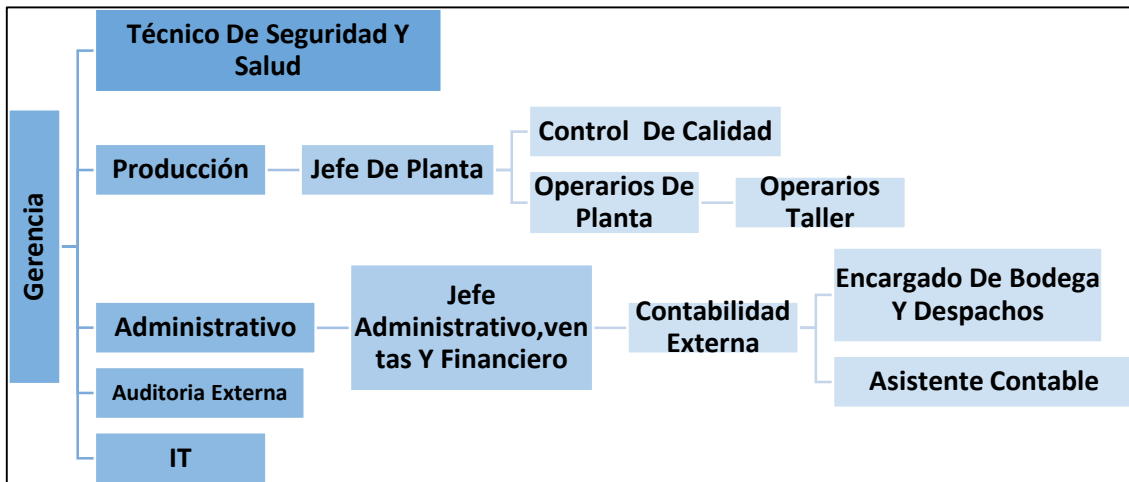 Gerencia
Técnico De Seguridad Y
Salud
Producción
Jefe De Planta
Control De Calidad
Operarios De
Planta
Operarios
Taller
Administrativo
Jefe
Administrativo,ven
tas Y Financiero
Contabilidad
Externa
Encargado De Bodega
Y Despachos
Asistente Contable
Auditoria Externa
IT